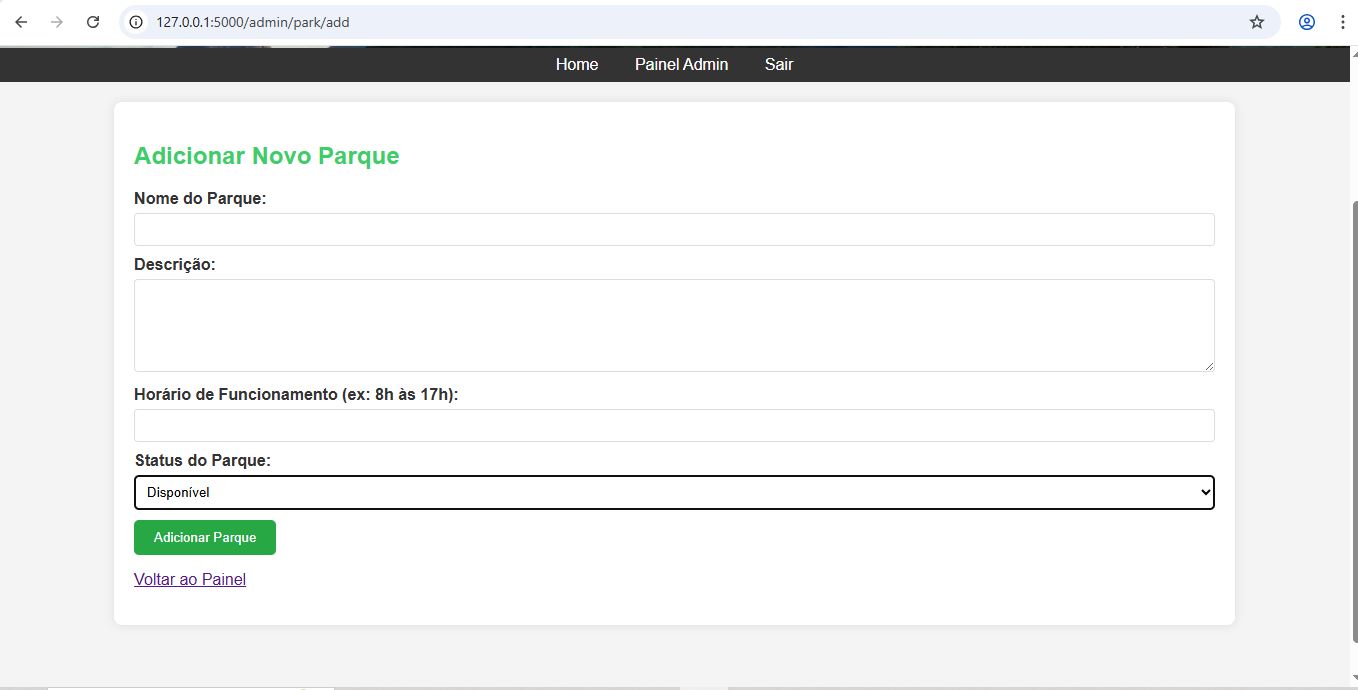 127.0.0.1:5000/admin/park/add
Home Painel Admin Sair
Adicionar Novo Parque
Nome do Parque:
Descrição:
Horário de Funcionamento (ex: 8h às 17h):
Status do Parque:
Disponível
Adicionar Parque
Voltar ao Painel